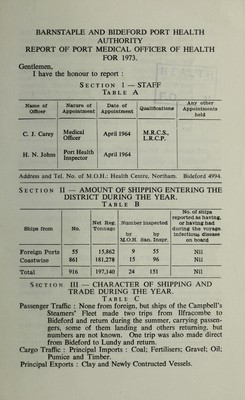 BARNSTAPLE AND BIDEFORD PORT HEALTH
AUTHORITY
REPORT OF PORT MEDICAL OFFICER OF HEALTH
FOR 1973.
Gentlemen,
I have the honour to report :
SECTION I — STAFF
TABLE A
Name of Officer | Nature of Appointment | Date of Appointment | Qualifications | Any other Appointments held
C. J. Carey | Medical Officer | April 1964 | M.R.C.S., L.R.C.P.
H. N. Johns | Port Health Inspector | April 1964
Address and Tel. No. of M.O.H.: Health Centre, Northam. Bideford 4994.
SECTION II — AMOUNT OF SHIPPING ENTERING THE
DISTRICT DURING THE YEAR.
TABLE B
Ships from | No. | Net Reg. Tonnage | Number inspected by M.O.H | by San. Inspr. | No. of ships reported as having, or having had during the voyage infectious disease on board
Foreign Ports | 55 | 15,862 | 9 | 55 | Nil
Coastwise | 861 | 181,278 | 15 | 96 | Nil
Total | 916 | 197,140 | 24 | 151 | Nil
SECTION III — CHARACTER OF SHIPPING AND
TRADE DURING THE YEAR.
TABLE C
Passenger Traffic : None from foreign, but ships of the Campbell's
Steamers' Fleet made two trips from Ilfracombe to
Bideford and return during the summer, carrying passen-
gers, some of them landing and others returning, but
numbers are not known. One trip was also made direct
from Bideford to Lundy and return.
Cargo Traffic : Principal Imports : Coal; Fertilisers; Gravel; Oil;
Pumice and Timber.
Principal Exports : Clay and Newly Contructed Vessels.